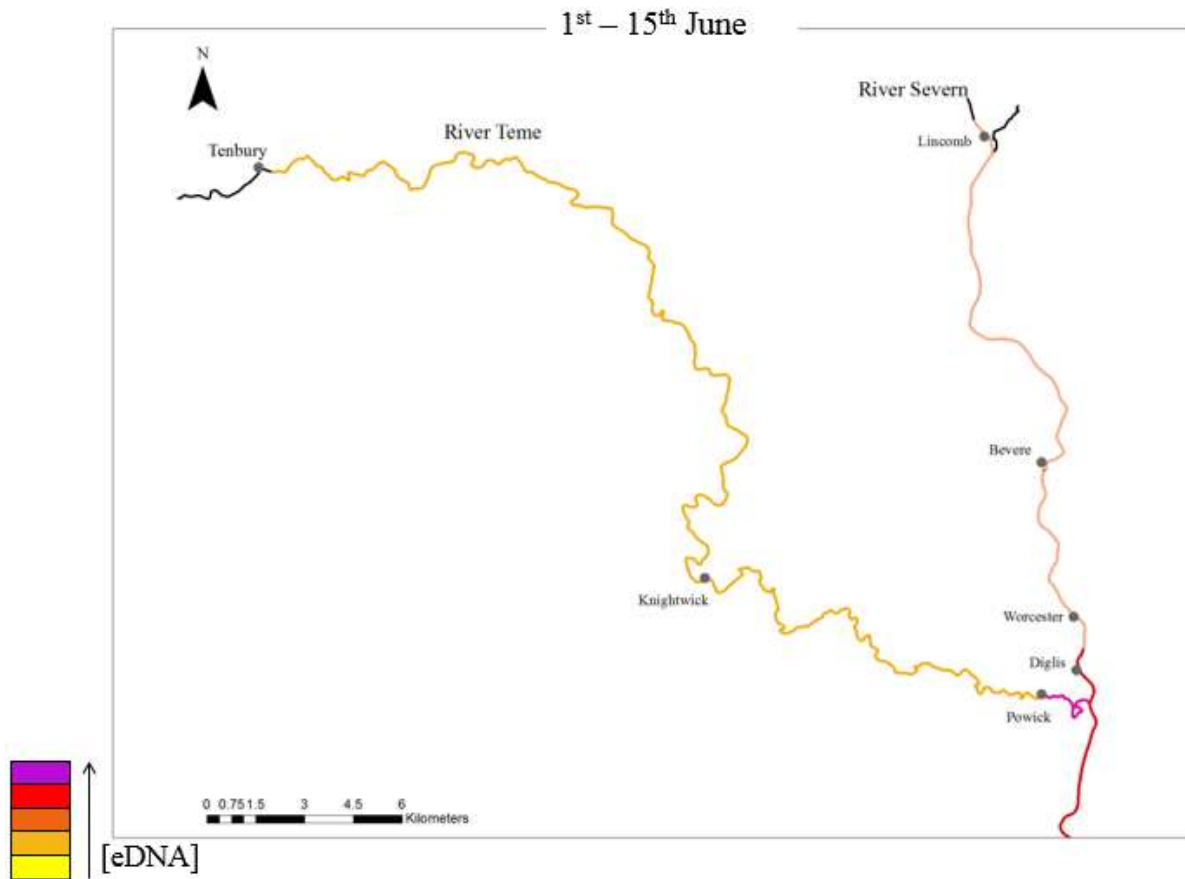 1st – 15th June
N
River Severn
Lincomb
River Teme
Tenbury
Bevere
Knightwick
Worcester
Diglis
Powick
0 0.75 1.5 3 4.5 6
Kilometers
[eDNA]